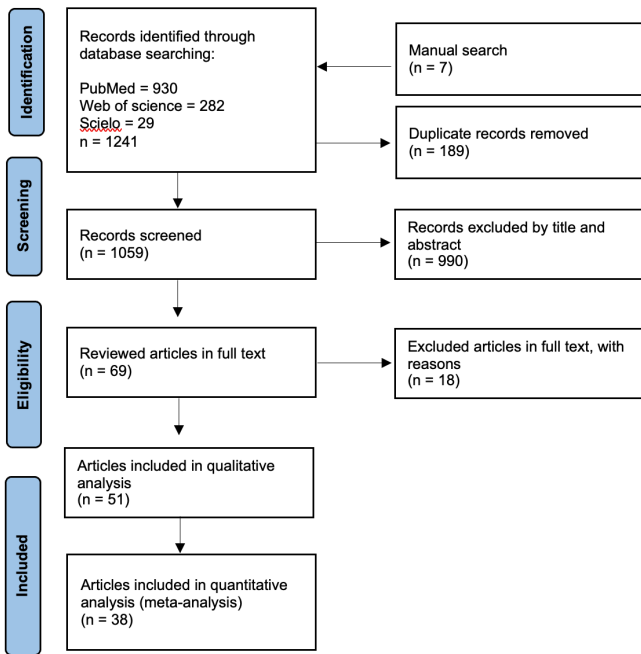 Identification
Records identified through
database searching:
PubMed = 930
Web of science = 282
Scielo = 29
n = 1241
Manual search
(n = 7)
Duplicate records removed
(n = 189)
Screening
Records screened
(n = 1059)
Records excluded by title and
abstract
(n = 990)
Eligibility
Reviewed articles in full text
(n = 69)
Excluded articles in full text, with
reasons
(n = 18)
Articles included in qualitative
analysis
(n = 51)
Included
Articles included in quantitative
analysis (meta-analysis)
(n = 38)